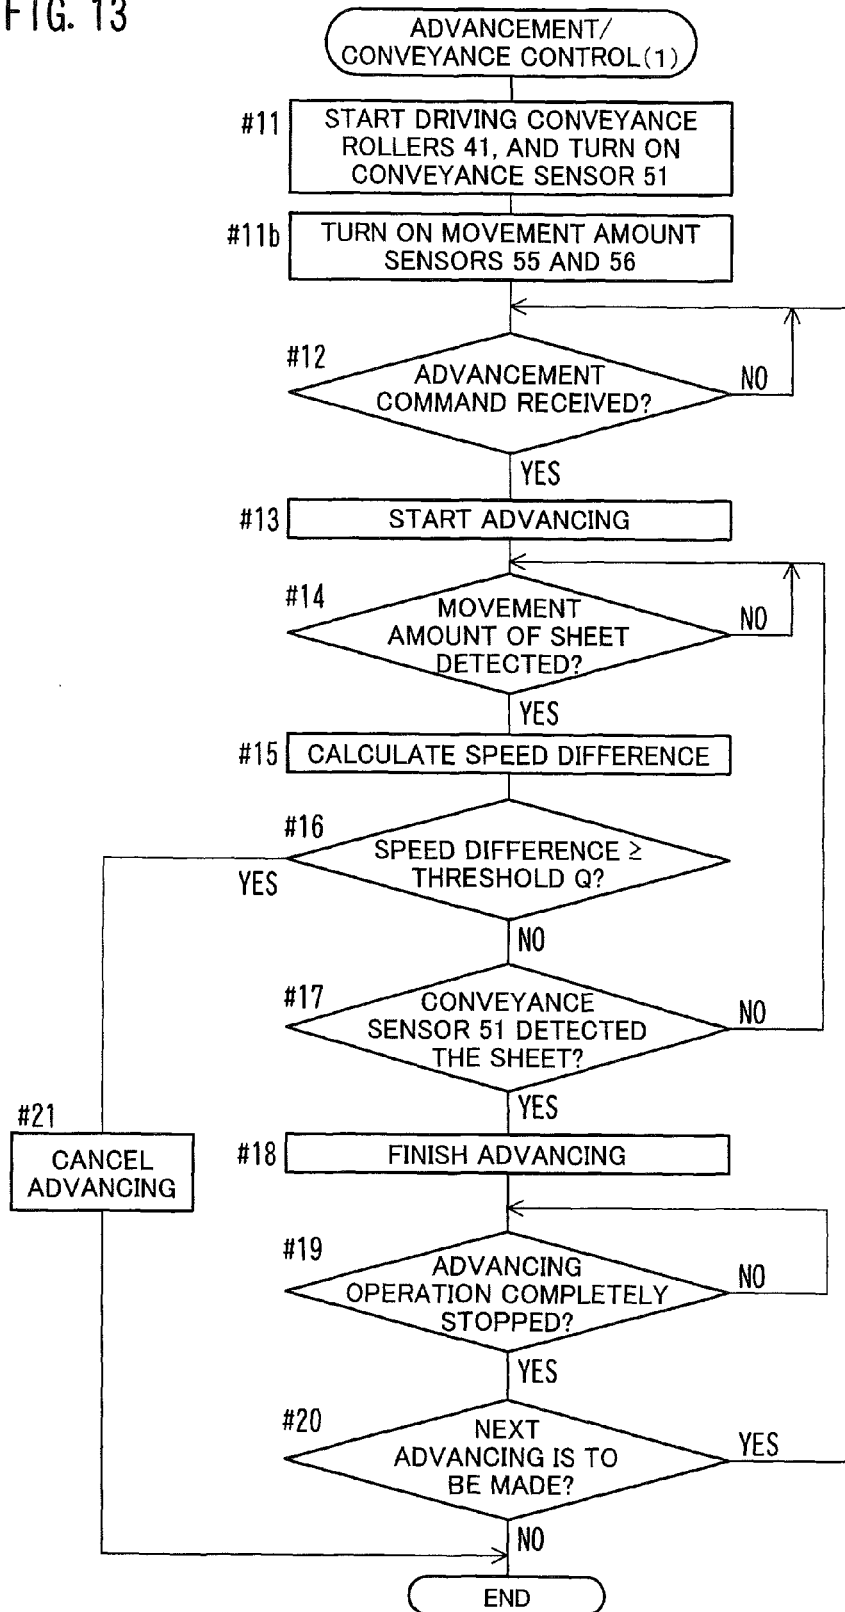 FIG. 13
ADVANCEMENT/
CONVEYANCE CONTROL(1)
#11
START DRIVING CONVEYANCE
ROLLERS 41, AND TURN ON
CONVEYANCE SENSOR 51
#11b
TURN ON MOVEMENT AMOUNT
SENSORS 55 AND 56
#12
ADVANCEMENT
COMMAND RECEIVED?
NO
YES
#13
START ADVANCING
#14
MOVEMENT
AMOUNT OF SHEET
DETECTED?
NO
YES
#15
CALCULATE SPEED DIFFERENCE
#16
SPEED DIFFERENCE ≥
THRESHOLD Q?
YES
NO
#17
CONVEYANCE
SENSOR 51 DETECTED
THE SHEET?
NO
YES
#21
CANCEL
ADVANCING
#18
FINISH ADVANCING
#19
ADVANCING
OPERATION COMPLETELY
STOPPED?
NO
YES
#20
NEXT
ADVANCING IS TO
BE MADE?
YES
NO
END